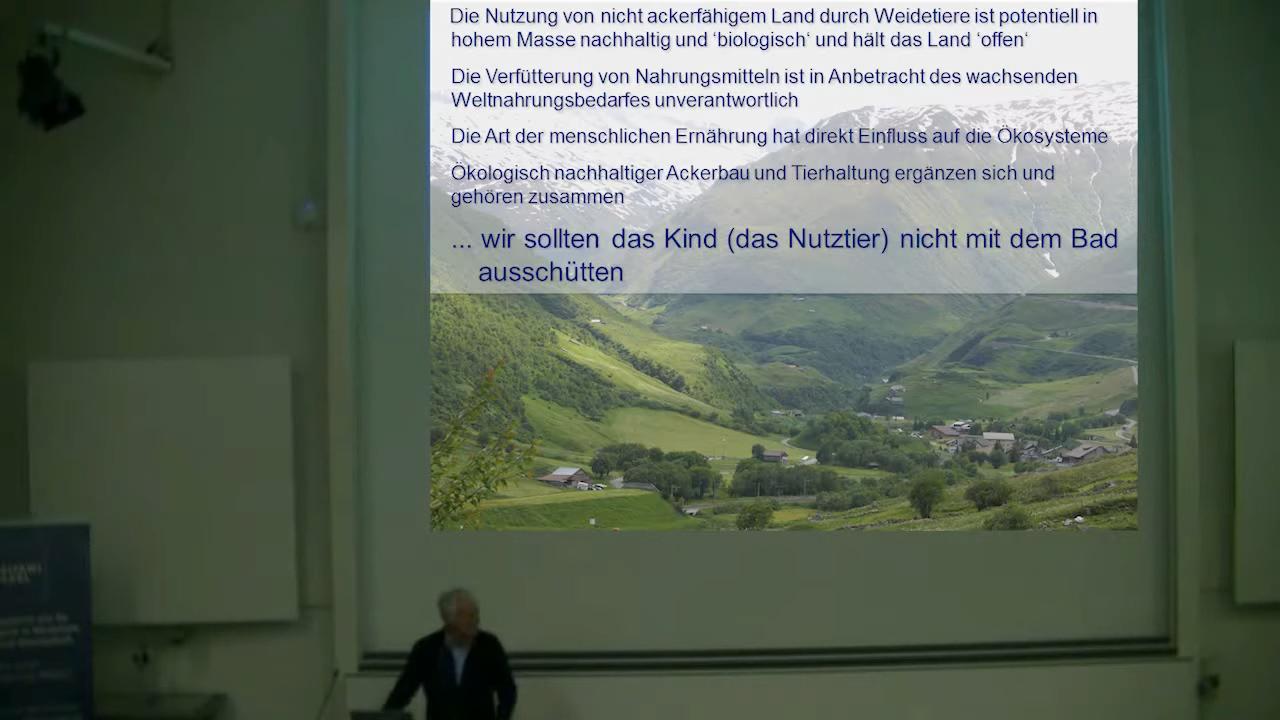 Die Nutzung von nicht ackerfähigem Land durch Weidetiere ist potentiell in
hohem Masse nachhaltig und ‘biologisch‘ und hält das Land ‘offen‘
Die Verfütterung von Nahrungsmitteln ist in Anbetracht des wachsenden
Weltnahrungsbedarfes unverantwortlich
Die Art der menschlichen Ernährung hat direkt Einfluss auf die Ökosysteme
Ökologisch nachhaltiger Ackerbau und Tierhaltung ergänzen sich und
gehören zusammen
... wir sollten das Kind (das Nutztier) nicht mit dem Bad
ausschütten